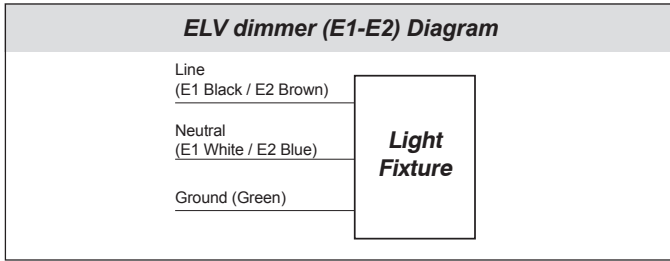 ELV dimmer (E1-E2) Diagram
Line
(E1 Black / E2 Brown)
Neutral
(E1 White / E2 Blue)
Ground (Green)
Light
Fixture